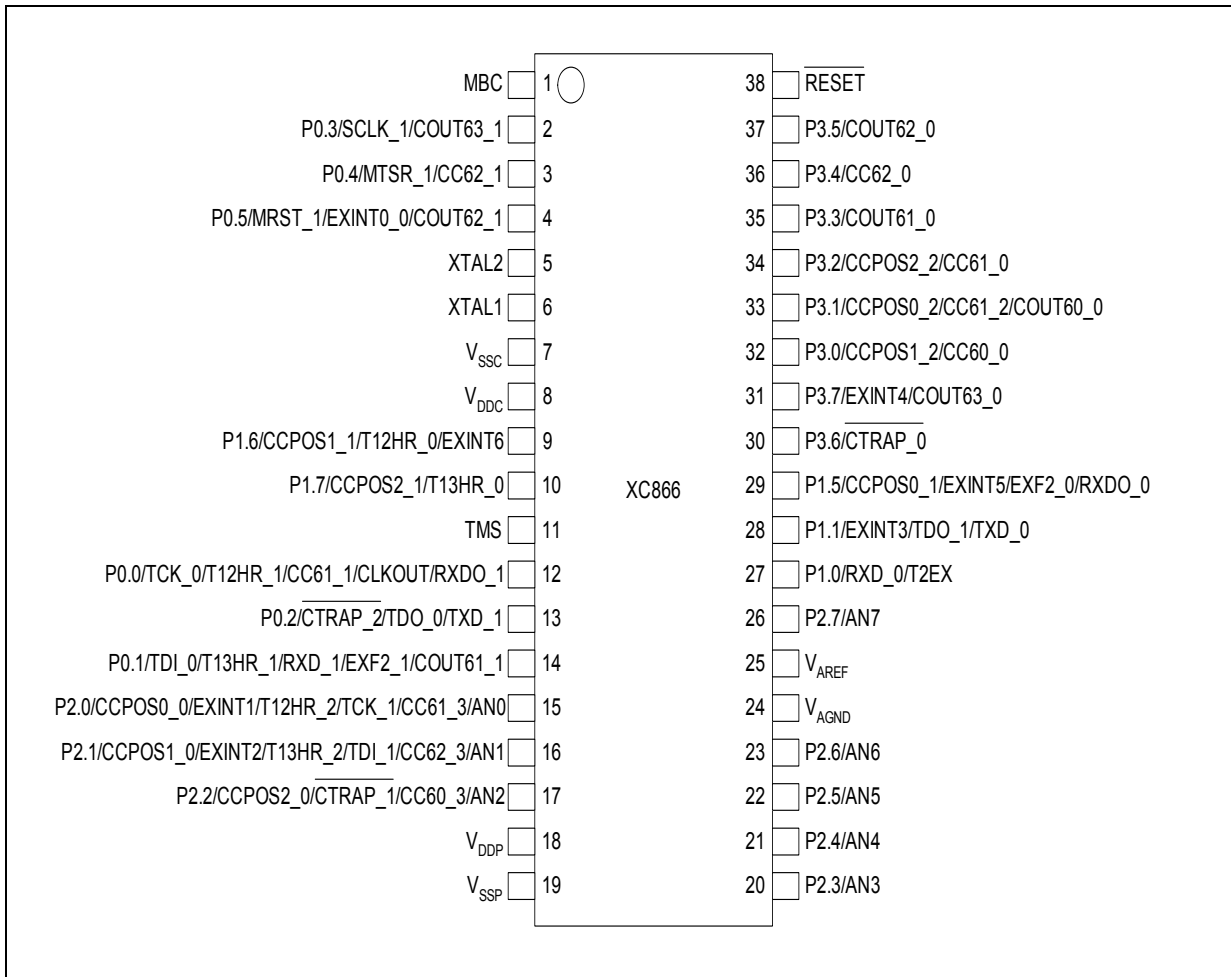 MBC 1 38 RESET
P0.3/SCLK_1/COUT63_1 2 37 P3.5/COUT62_0
P0.4/MTSR_1/CC62_1 3 36 P3.4/CC62_0
P0.5/MRST_1/EXINT0_0/COUT62_1 4 35 P3.3/COUT61_0
XTAL2 5 34 P3.2/CCPOS2_2/CC61_0
XTAL1 6 33 P3.1/CCPOS0_2/CC61_2/COUT60_0
VSSC 7 32 P3.0/CCPOS1_2/CC60_0
VDDC 8 31 P3.7/EXINT4/COUT63_0
P1.6/CCPOS1_1/T12HR_0/EXINT6 9 30 P3.6/CTRAP_0
P1.7/CCPOS2_1/T13HR_0 10 XC866 29 P1.5/CCPOS0_1/EXINT5/EXF2_0/RXDO_0
TMS 11 28 P1.1/EXINT3/TDO_1/TXD_0
P0.0/TCK_0/T12HR_1/CC61_1/CLKOUT/RXDO_1 12 27 P1.0/RXD_0/T2EX
P0.2/CTRAP_2/TDO_0/TXD_1 13 26 P2.7/AN7
P0.1/TDI_0/T13HR_1/RXD_1/EXF2_1/COUT61_1 14 25 VAREF
P2.0/CCPOS0_0/EXINT1/T12HR_2/TCK_1/CC61_3/AN0 15 24 VAGND
P2.1/CCPOS1_0/EXINT2/T13HR_2/TDI_1/CC62_3/AN1 16 23 P2.6/AN6
P2.2/CCPOS2_0/CTRAP_1/CC60_3/AN2 17 22 P2.5/AN5
VDDP 18 21 P2.4/AN4
VSSP 19 20 P2.3/AN3